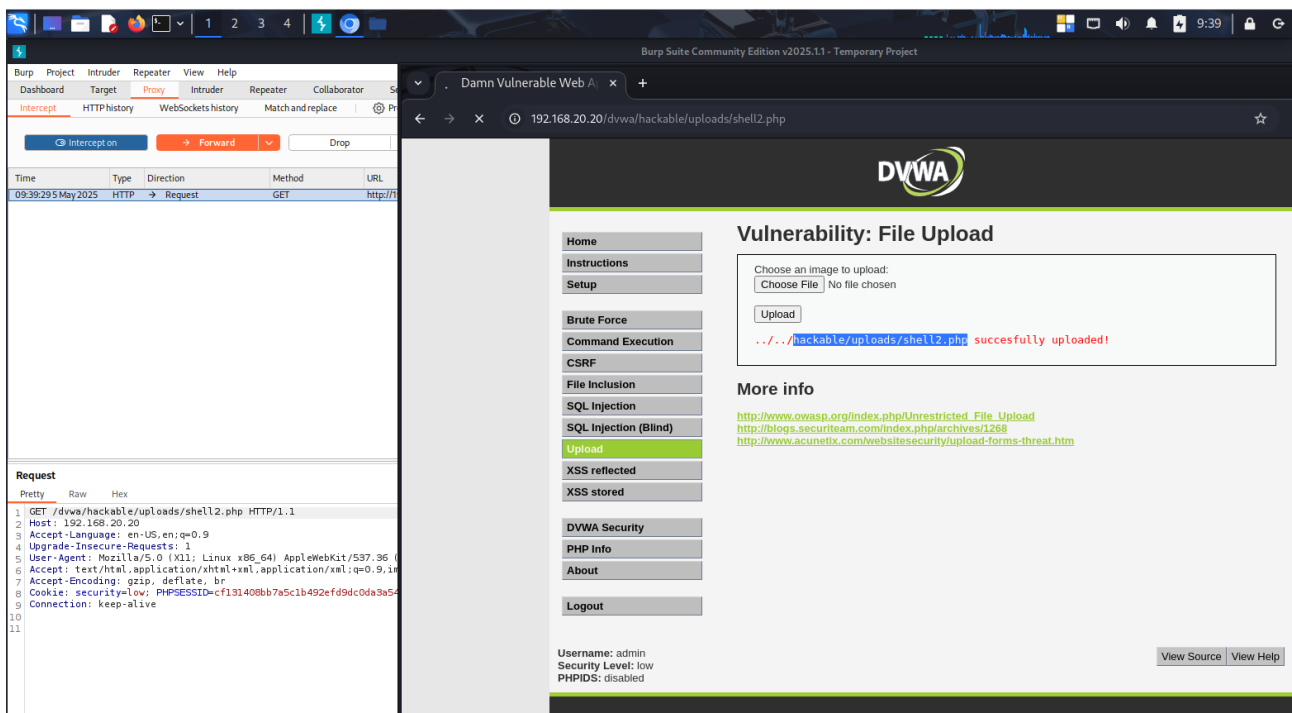 1 2 3 4
9:39
Burp Suite Community Edition v2025.1.1 - Temporary Project
Burp Project Intruder Repeater View Help
Dashboard Target Proxy Intruder Repeater Collaborator
Intercept HTTP history WebSockets history Match and replace
Intercept on Forward Drop
Time Type Direction Method URL
09:39:29 5 May 2025 HTTP → Request GET http://1
Request
Pretty Raw Hex
1 GET /dvwa/hackable/uploads/shell2.php HTTP/1.1
2 Host: 192.168.20.20
3 Accept-Language: en-US,en;q=0.9
4 Upgrade-Insecure-Requests: 1
5 User-Agent: Mozilla/5.0 (X11; Linux x86_64) AppleWebKit/537.36 (
6 Accept: text/html,application/xhtml+xml,application/xml;q=0.9,im
7 Accept-Encoding: gzip, deflate, br
8 Cookie: security=low; PHPSESSID=cf131408bb7a5c1b492efd9dc0da3a54
9 Connection: keep-alive
10
11
Damn Vulnerable Web A
192.168.20.20/dvwa/hackable/uploads/shell2.php
DVWA
Home
Instructions
Setup
Brute Force
Command Execution
CSRF
File Inclusion
SQL Injection
SQL Injection (Blind)
Upload
XSS reflected
XSS stored
DVWA Security
PHP Info
About
Logout
Vulnerability: File Upload
Choose an image to upload:
Choose File No file chosen
Upload
../../hackable/uploads/shell2.php succesfully uploaded!
More info
http://www.owasp.org/index.php/Unrestricted_File_Upload
http://blogs.securiteam.com/index.php/archives/1268
http://www.acunetix.com/websitesecurity/upload-forms-threat.htm
Username: admin
Security Level: low
PHPIDS: disabled
View Source View Help